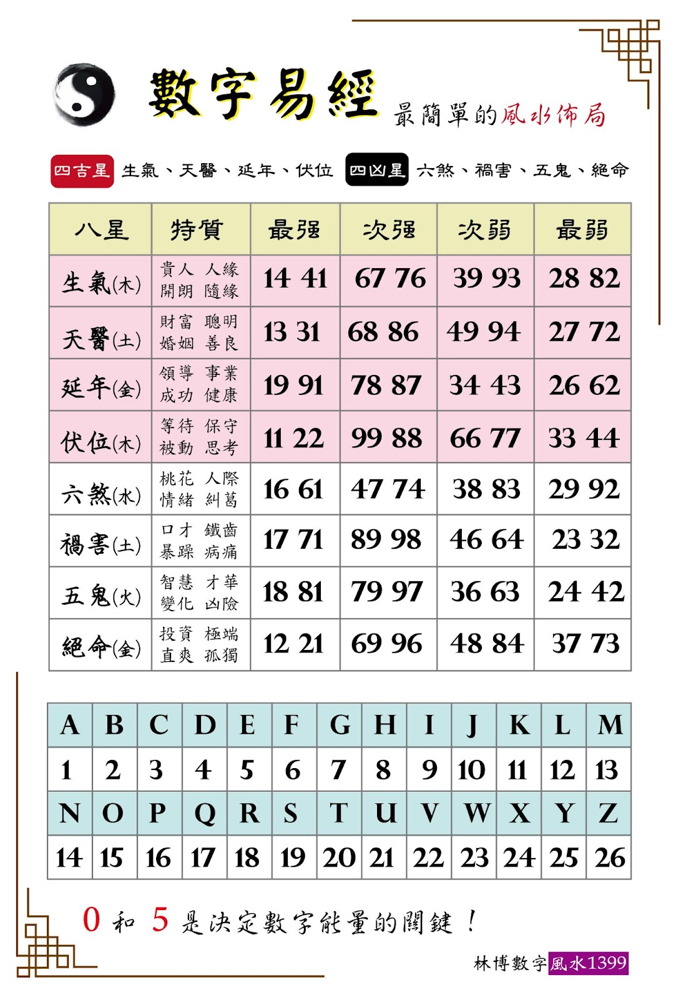 數字易經 最簡單的風水佈局
四吉星 生氣、天醫、延年、伏位 四凶星 六煞、禍害、五鬼、絕命
八星 特質 最强 次强 次弱 最弱
生氣(木) 貴人 人緣 開朗 隨緣 14 41 67 76 39 93 28 82
天醫(土) 財富 聰明 婚姻 善良 13 31 68 86 49 94 27 72
延年(金) 領導 事業 成功 健康 19 91 78 87 34 43 26 62
伏位(木) 等待 保守 被動 思考 11 22 99 88 66 77 33 44
六煞(水) 桃花 人際 情緒 糾葛 16 61 47 74 38 83 29 92
禍害(土) 口才 鐵齒 暴躁 病痛 17 71 89 98 46 64 23 32
五鬼(火) 智慧 才華 變化 凶險 18 81 79 97 36 63 24 42
絕命(金) 投資 極端 直爽 孤獨 12 21 69 96 48 84 37 73
A B C D E F G H I J K L M
1 2 3 4 5 6 7 8 9 10 11 12 13
N O P Q R S T U V W X Y Z
14 15 16 17 18 19 20 21 22 23 24 25 26
0 和 5 是決定數字能量的關鍵！
林博數字風水1399